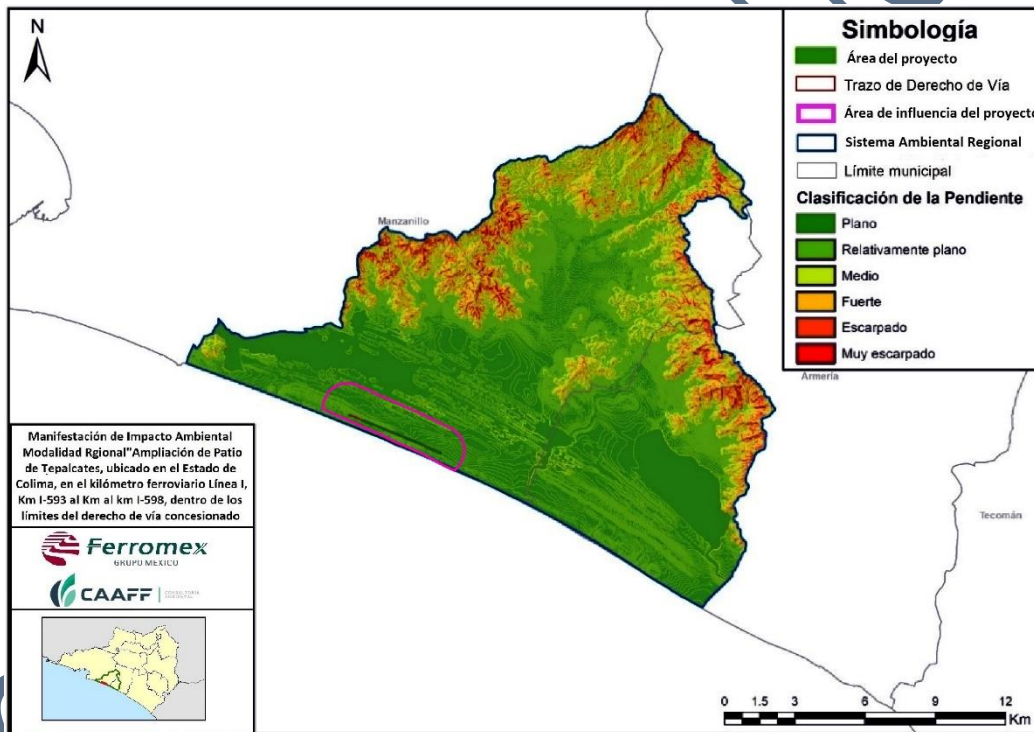 N
Manzanillo
Armería
Tecomán
Simbología
Área del proyecto
Trazo de Derecho de Vía
Área de influencia del proyecto
Sistema Ambiental Regional
Límite municipal
Clasificación de la Pendiente
Plano
Relativamente plano
Medio
Fuerte
Escarpado
Muy escarpado
Manifestación de Impacto Ambiental
Modalidad Rgional"Ampliación de Patio
de Tepalcates, ubicado en el Estado de
Colima, en el kilómetro ferroviario Línea I,
Km I-593 al Km al km I-598, dentro de los
límites del derecho de vía concesionado
Ferromex
GRUPO MÉXICO
CAAFF
CONSULTORÍA
AMBIENTAL
0 1.5 3 6 9 12
Km